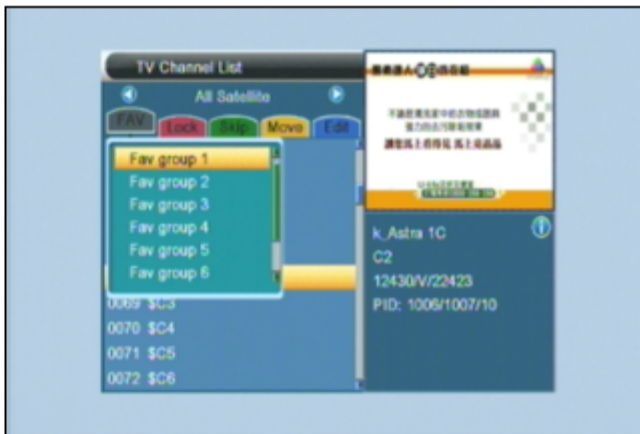 TV Channel List
All Satellite
FAV Lock Skip Move Edit
Fav group 1
Fav group 2
Fav group 3
Fav group 4
Fav group 5
Fav group 6
0069 $C3
0070 $C4
0071 $C5
0072 $C6
k_Astra 1C
C2
12430/V/22423
PID: 1006/1007/10